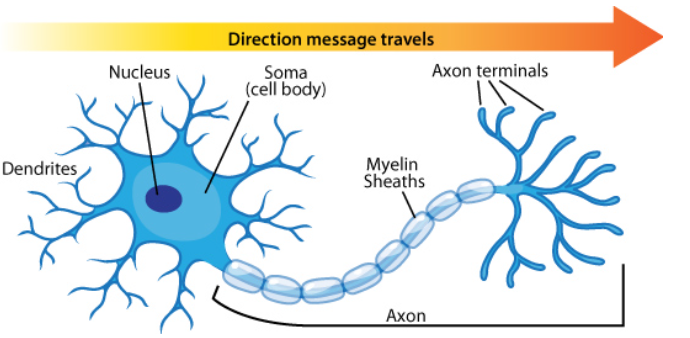 Direction message travels
Nucleus
Soma
(cell body)
Axon terminals
Dendrites
Myelin
Sheaths
Axon